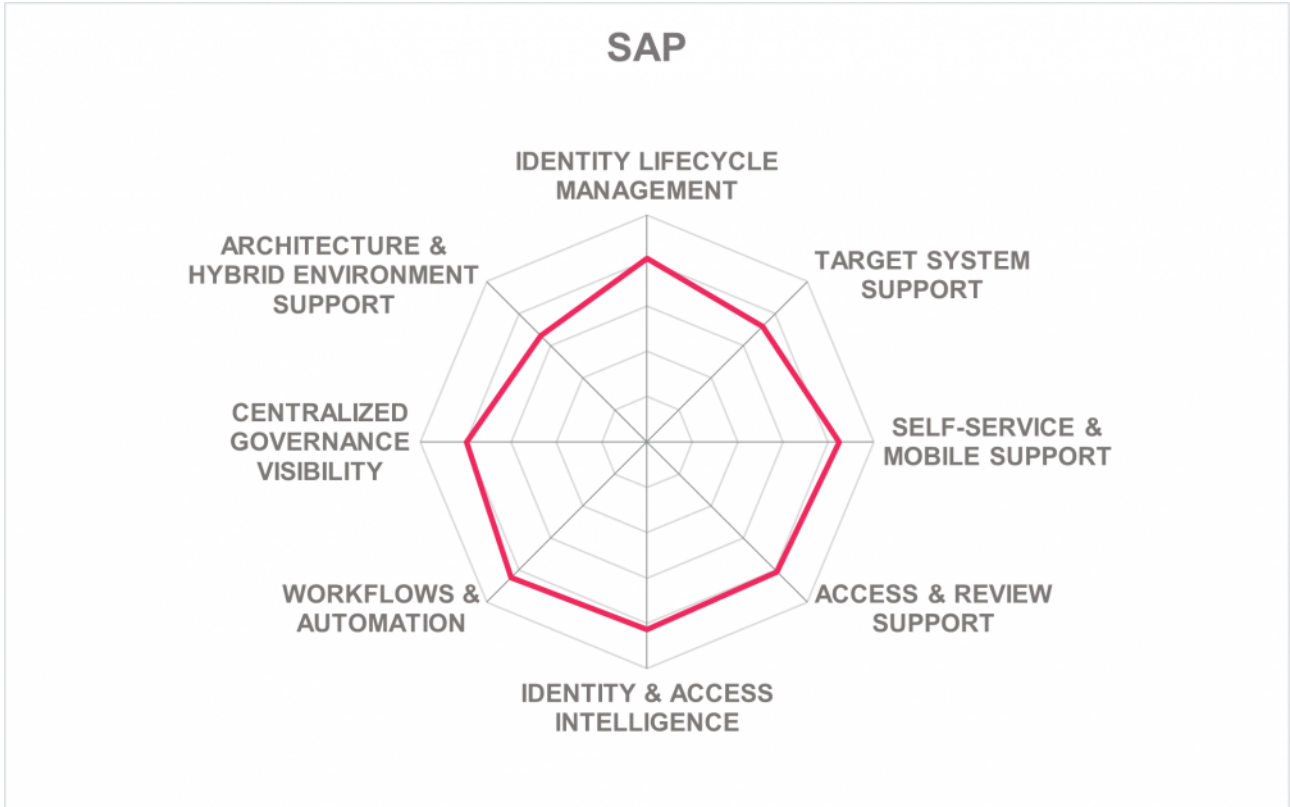 SAP
IDENTITY LIFECYCLE
MANAGEMENT
ARCHITECTURE &
HYBRID ENVIRONMENT
SUPPORT
TARGET SYSTEM
SUPPORT
CENTRALIZED
GOVERNANCE
VISIBILITY
SELF-SERVICE &
MOBILE SUPPORT
WORKFLOWS &
AUTOMATION
ACCESS & REVIEW
SUPPORT
IDENTITY & ACCESS
INTELLIGENCE